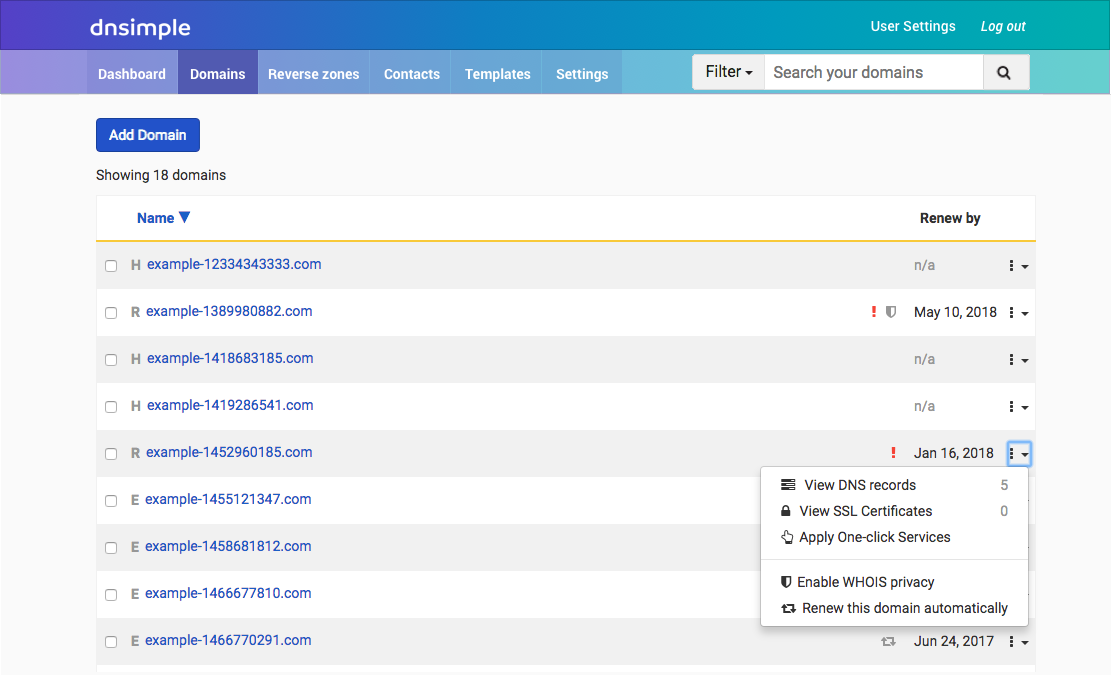 dnsimple User Settings Log out
Dashboard Domains Reverse zones Contacts Templates Settings Filter Search your domains
Add Domain
Showing 18 domains
Name ▼ Renew by
H example-12334343333.com n/a
R example-1389980882.com ! May 10, 2018
H example-1418683185.com n/a
H example-1419286541.com n/a
R example-1452960185.com ! Jan 16, 2018
View DNS records 5
E example-1455121347.com
View SSL Certificates 0
Apply One-click Services
E example-1458681812.com
Enable WHOIS privacy
E example-1466677810.com
Renew this domain automatically
E example-1466770291.com Jun 24, 2017